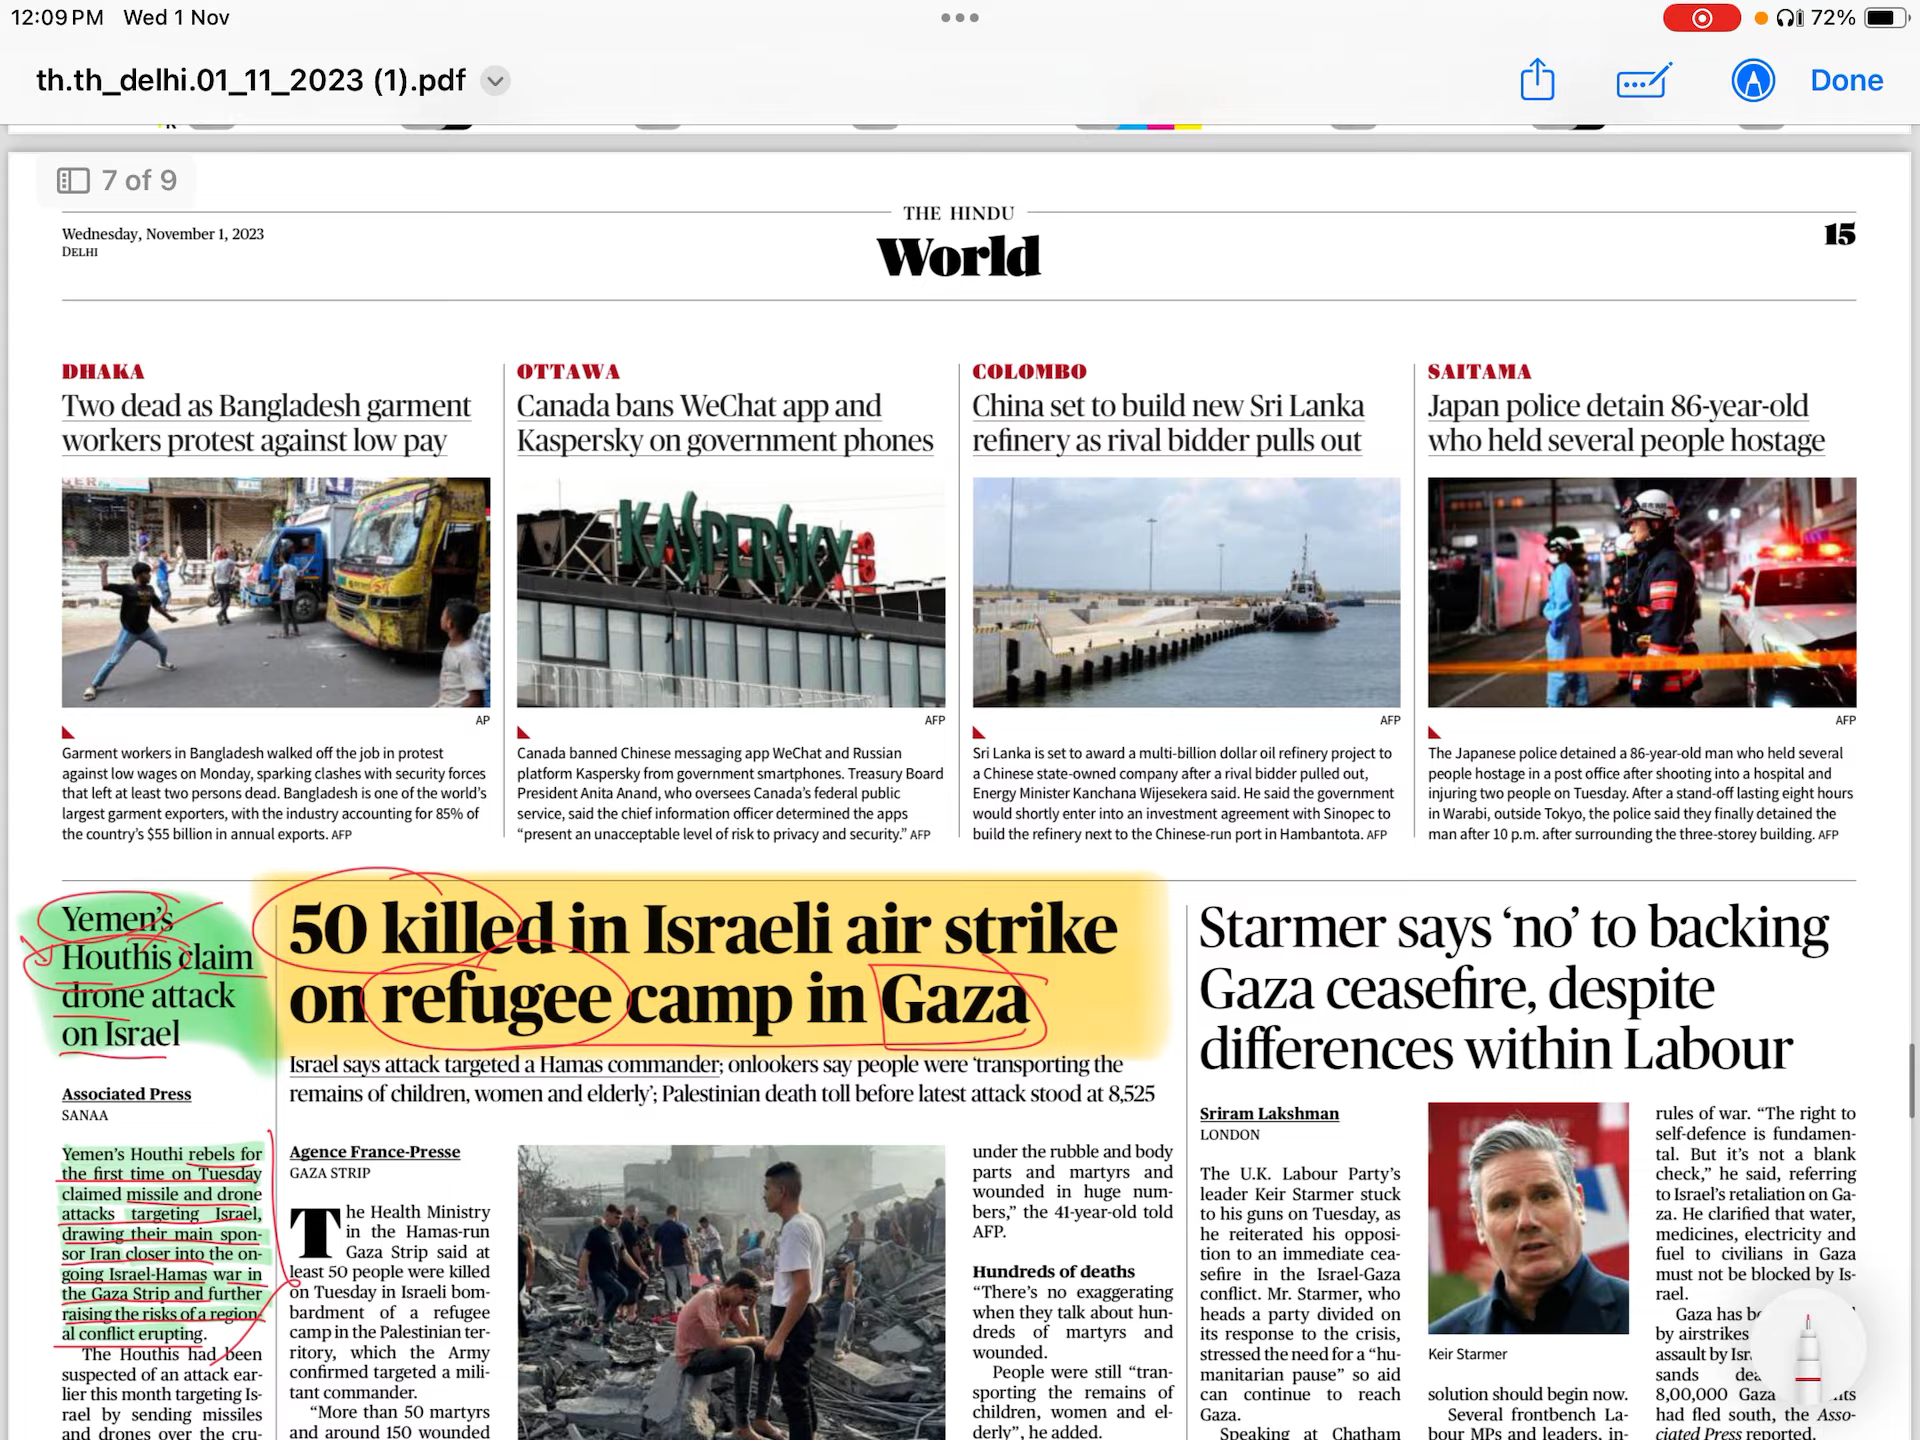 12:09 PM Wed 1 Nov
72%
th.th_delhi.01_11_2023 (1).pdf
Done
7 of 9
THE HINDU
Wednesday, November 1, 2023
DELHI
World
15
DHAKA
Two dead as Bangladesh garment
workers protest against low pay
AP
Garment workers in Bangladesh walked off the job in protest
against low wages on Monday, sparking clashes with security forces
that left at least two persons dead. Bangladesh is one of the world's
largest garment exporters, with the industry accounting for 85% of
the country's $55 billion in annual exports. AFP
OTTAWA
Canada bans WeChat app and
Kaspersky on government phones
KASPERSKY
AFP
Canada banned Chinese messaging app WeChat and Russian
platform Kaspersky from government smartphones. Treasury Board
President Anita Anand, who oversees Canada's federal public
service, said the chief information officer determined the apps
"present an unacceptable level of risk to privacy and security." AFP
COLOMBO
China set to build new Sri Lanka
refinery as rival bidder pulls out
AFP
Sri Lanka is set to award a multi-billion dollar oil refinery project to
a Chinese state-owned company after a rival bidder pulled out,
Energy Minister Kanchana Wijesekera said. He said the government
would shortly enter into an investment agreement with Sinopec to
build the refinery next to the Chinese-run port in Hambantota. AFP
SAITAMA
Japan police detain 86-year-old
who held several people hostage
AFP
The Japanese police detained a 86-year-old man who held several
people hostage in a post office after shooting into a hospital and
injuring two people on Tuesday. After a stand-off lasting eight hours
in Warabi, outside Tokyo, the police said they finally detained the
man after 10 p.m. after surrounding the three-storey building. AFP
Yemen's
Houthis claim
drone attack
on Israel
Associated Press
SANAA
Yemen's Houthi rebels for
the first time on Tuesday
claimed missile and drone
attacks targeting Israel,
drawing their main spon-
sor Iran closer into the on-
going Israel-Hamas war in
the Gaza Strip and further
raising the risks of a region-
al conflict erupting.
The Houthis had been
suspected of an attack ear-
lier this month targeting Is-
rael by sending missiles
and drones over the cru-
50 killed in Israeli air strike
on refugee camp in Gaza
Israel says attack targeted a Hamas commander; onlookers say people were 'transporting the
remains of children, women and elderly'; Palestinian death toll before latest attack stood at 8,525
Agence France-Presse
GAZA STRIP
The Health Ministry
in the Hamas-run
Gaza Strip said at
least 50 people were killed
on Tuesday in Israeli bom-
bardment of a refugee
camp in the Palestinian ter-
ritory, which the Army
confirmed targeted a mili-
tant commander.
"More than 50 martyrs
and around 150 wounded
under the rubble and body
parts and martyrs and
wounded in huge num-
bers," the 41-year-old told
AFP.
Hundreds of deaths
"There's no exaggerating
when they talk about hun-
dreds of martyrs and
wounded.
People were still "tran-
sporting the remains of
children, women and el-
derly", he added.
Starmer says 'no' to backing
Gaza ceasefire, despite
differences within Labour
Sriram Lakshman
LONDON
The U.K. Labour Party's
leader Keir Starmer stuck
to his guns on Tuesday, as
he reiterated his opposi-
tion to an immediate cea-
sefire in the Israel-Gaza
conflict. Mr. Starmer, who
heads a party divided on
its response to the crisis,
stressed the need for a "hu-
manitarian pause" so aid
can continue to reach
Gaza.
Speaking at Chatham
Keir Starmer
solution should begin now.
Several frontbench La-
bour MPs and leaders, in-
rules of war. "The right to
self-defence is fundamen-
tal. But it's not a blank
check," he said, referring
to Israel's retaliation on Ga-
za. He clarified that water,
medicines, electricity and
fuel to civilians in Gaza
must not be blocked by Is-
rael.
Gaza has
by airstrikes
assault by
sands
8,00,000 Gaza
had fled south, the Asso-
ciated Press reported.